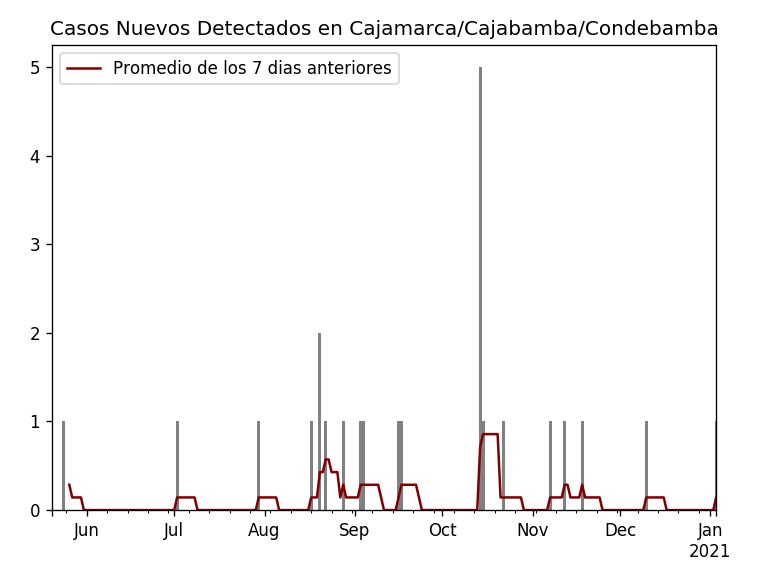 Casos Nuevos Detectados en Cajamarca/Cajabamba/Condebamba
Promedio de los 7 dias anteriores
5
4
3
2
1
0
Jun Jul Aug Sep Oct Nov Dec Jan
2021